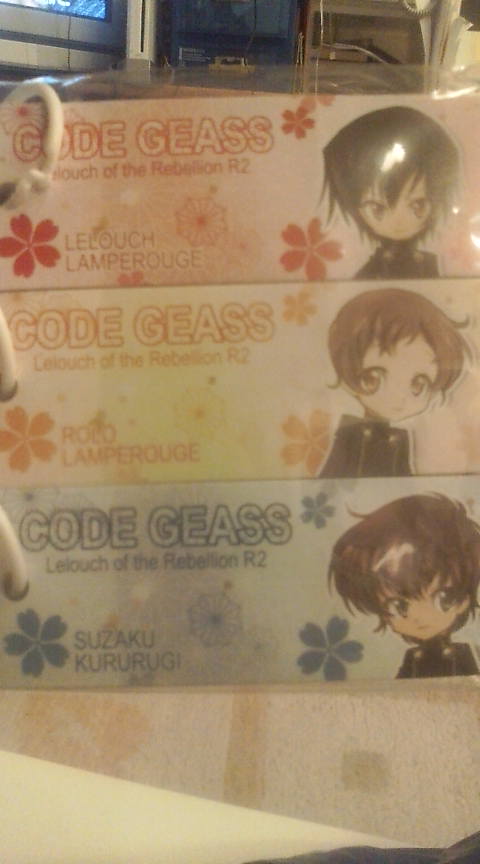 CODE GEASS
Lelouch of the Rebellion R2
LELOUCH
LAMPEROUGE
CODE GEASS
Lelouch of the Rebellion R2
ROLO
LAMPEROUGE
CODE GEASS
Lelouch of the Rebellion R2
SUZAKU
KURURUGI